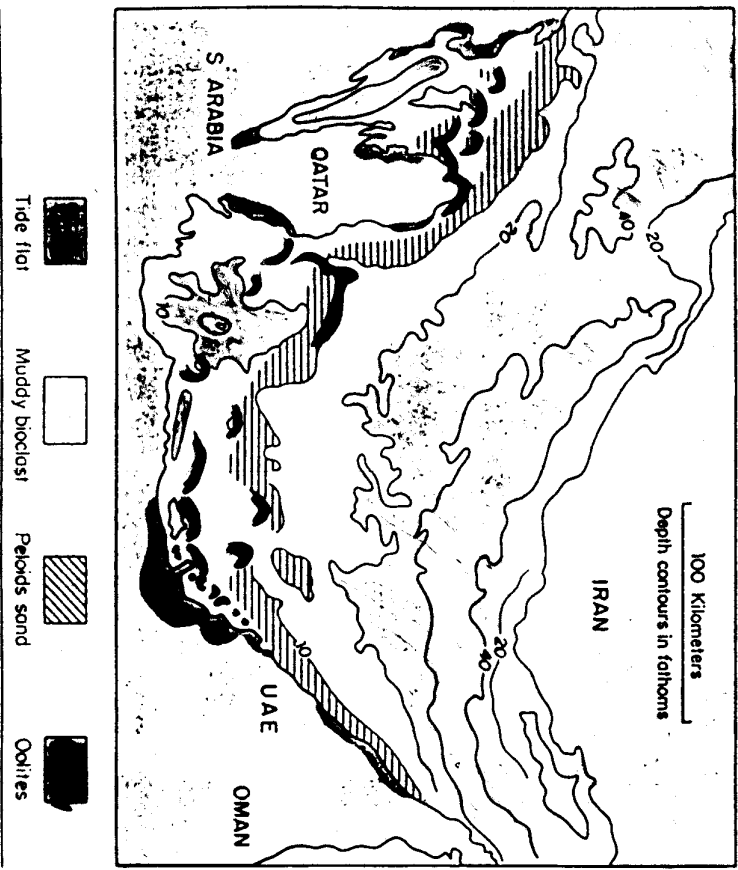 100 Kilometers
Depth contours in fathoms
IRAN
S. ARABIA
QATAR
UAE
OMAN
20
40
20
20
40
10
10
Tide flat
Muddy bioclast
Peloids sand
Oolites